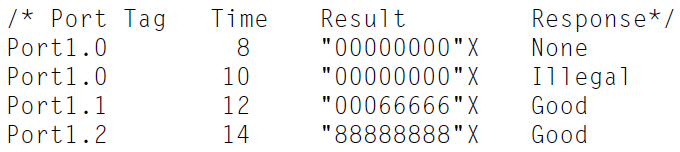 /* Port Tag Time Result Response*/
Port1.0 8 "00000000"X None
Port1.0 10 "00000000"X Illegal
Port1.1 12 "00066666"X Good
Port1.2 14 "88888888"X Good